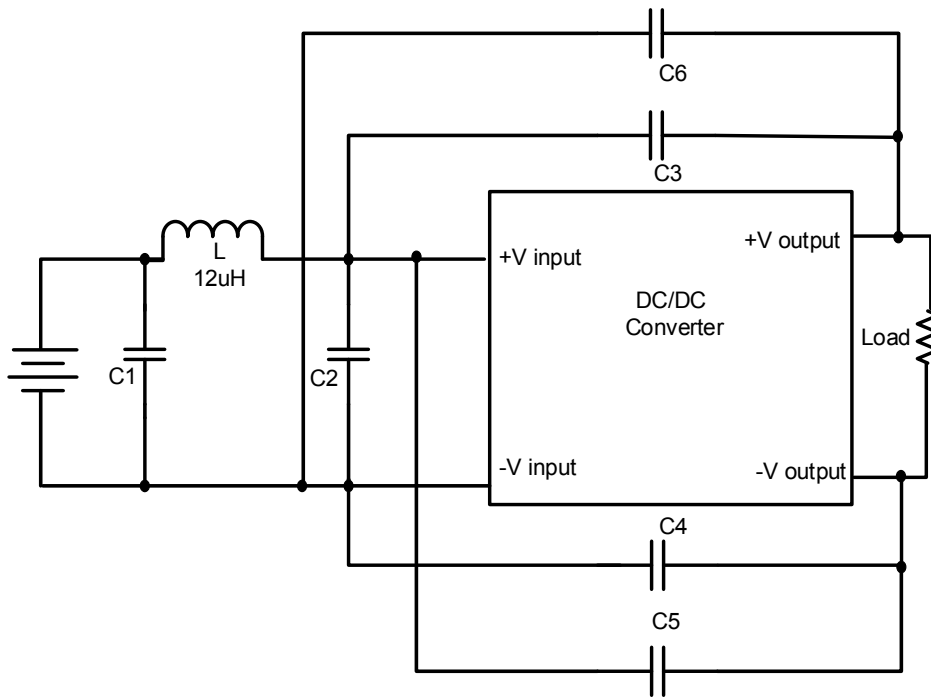 C6
C3
L
12uH
+V input
+V output
DC/DC
Converter
Load
C1
C2
-V input
-V output
C4
C5